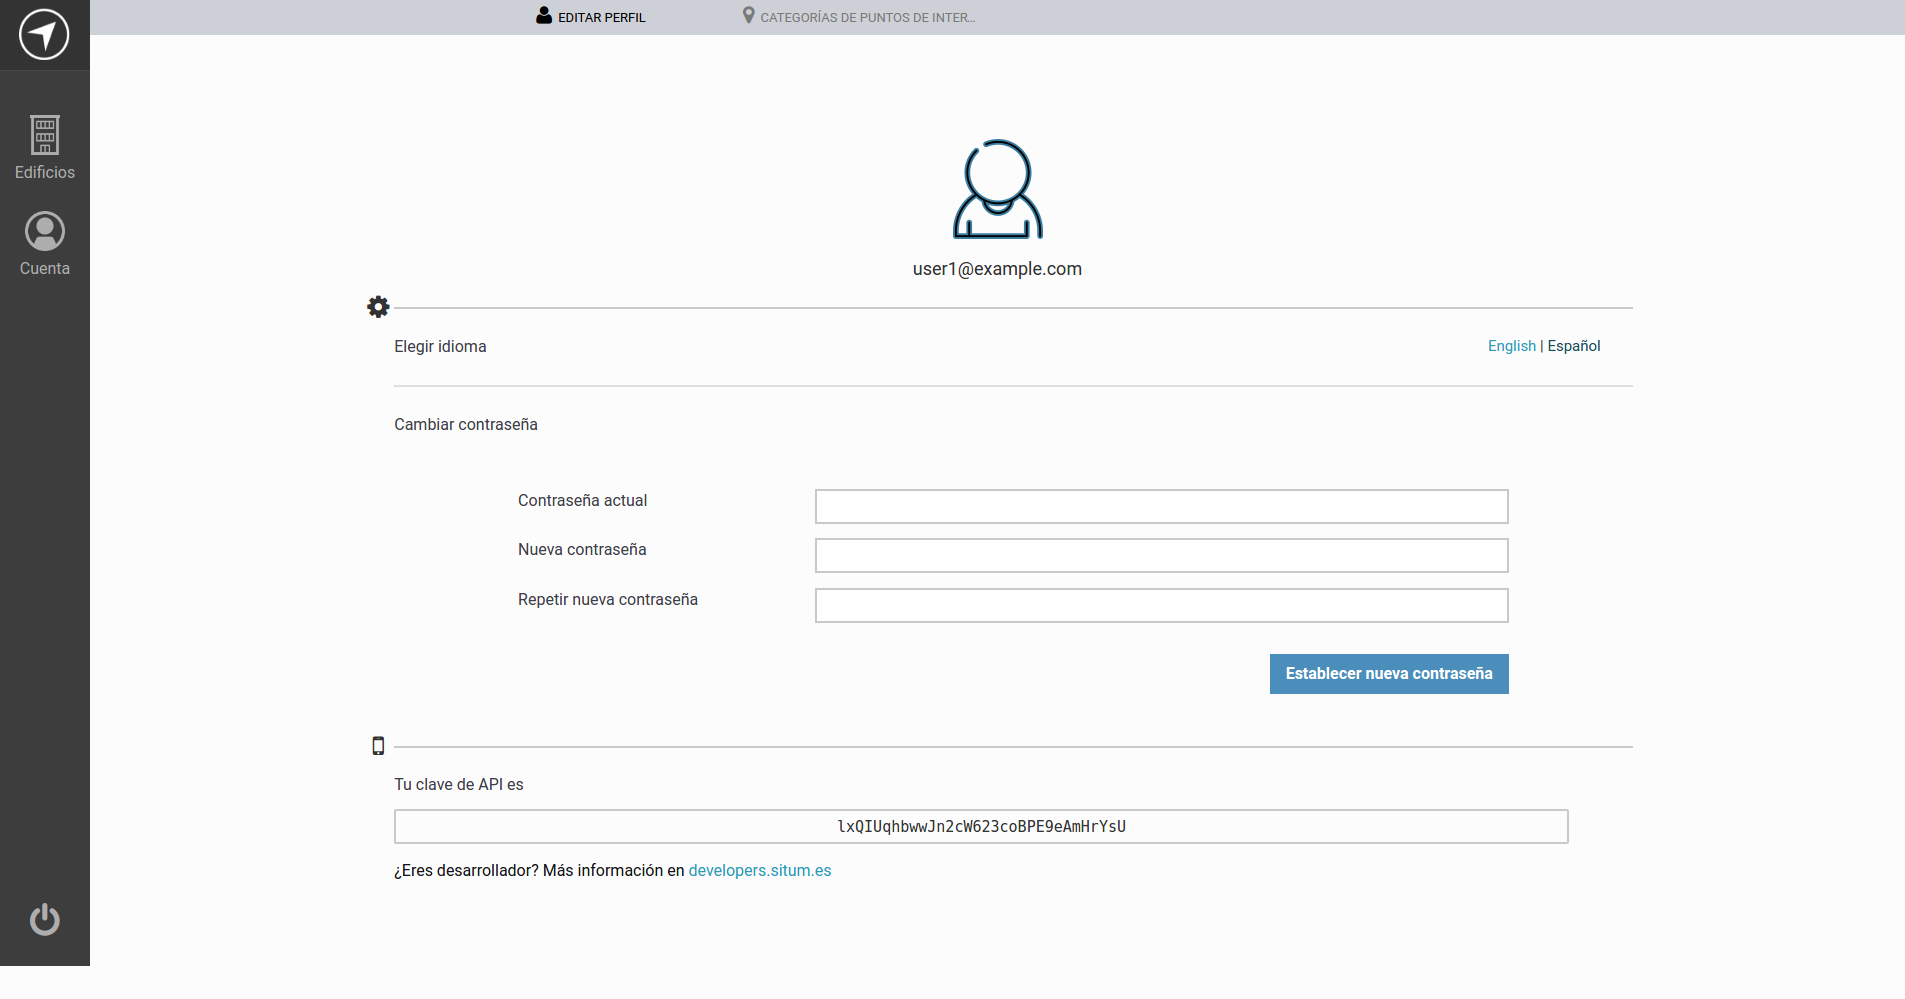 EDITAR PERFIL
CATEGORÍAS DE PUNTOS DE INTER...
Edificios
Cuenta
user1@example.com
Elegir idioma
English | Español
Cambiar contraseña
Contraseña actual
Nueva contraseña
Repetir nueva contraseña
Establecer nueva contraseña
Tu clave de API es
lxQIUqhbwwJn2cW623coBPE9eAmHrYsU
¿Eres desarrollador? Más información en developers.situm.es